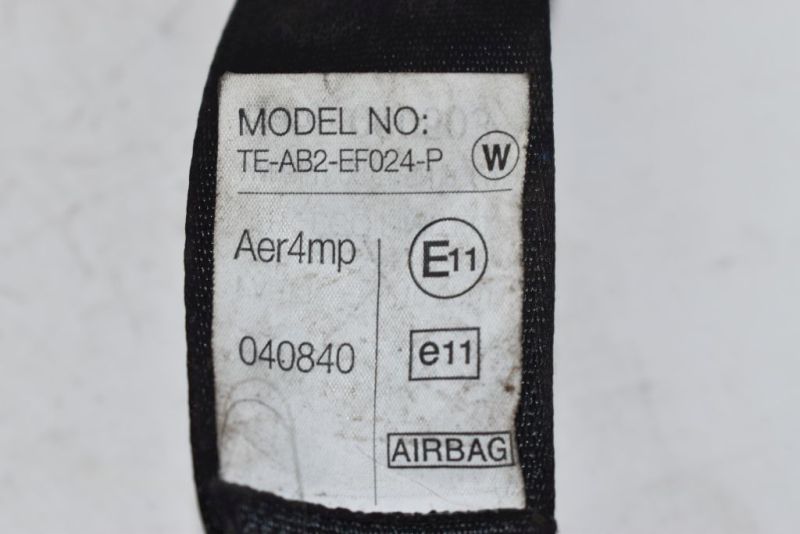 MODEL NO:
TE-AB2-EF024-P W
Aer4mp E11
040840 e11
AIRBAG